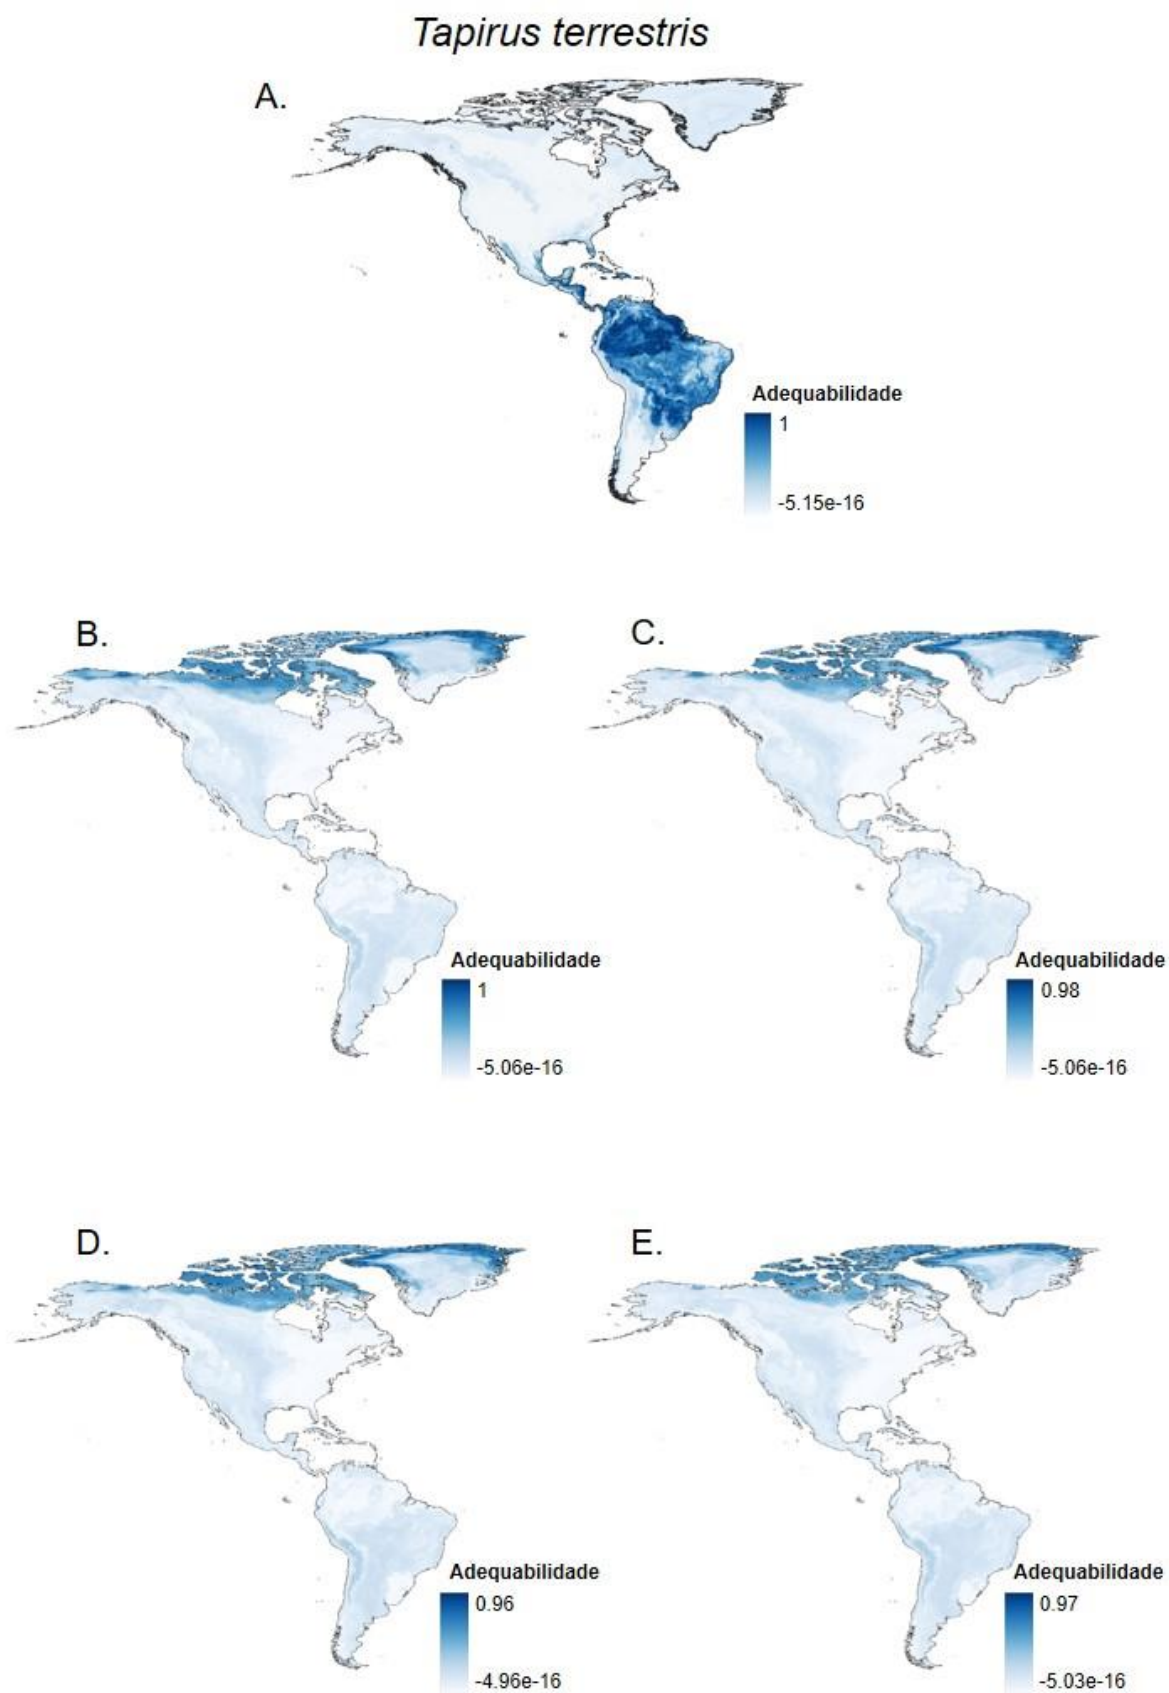 Tapirus terrestris
A.
Adequabilidade
1
-5.15e-16
B.
Adequabilidade
1
-5.06e-16
C.
Adequabilidade
0.98
-5.06e-16
D.
Adequabilidade
0.96
-4.96e-16
E.
Adequabilidade
0.97
-5.03e-16